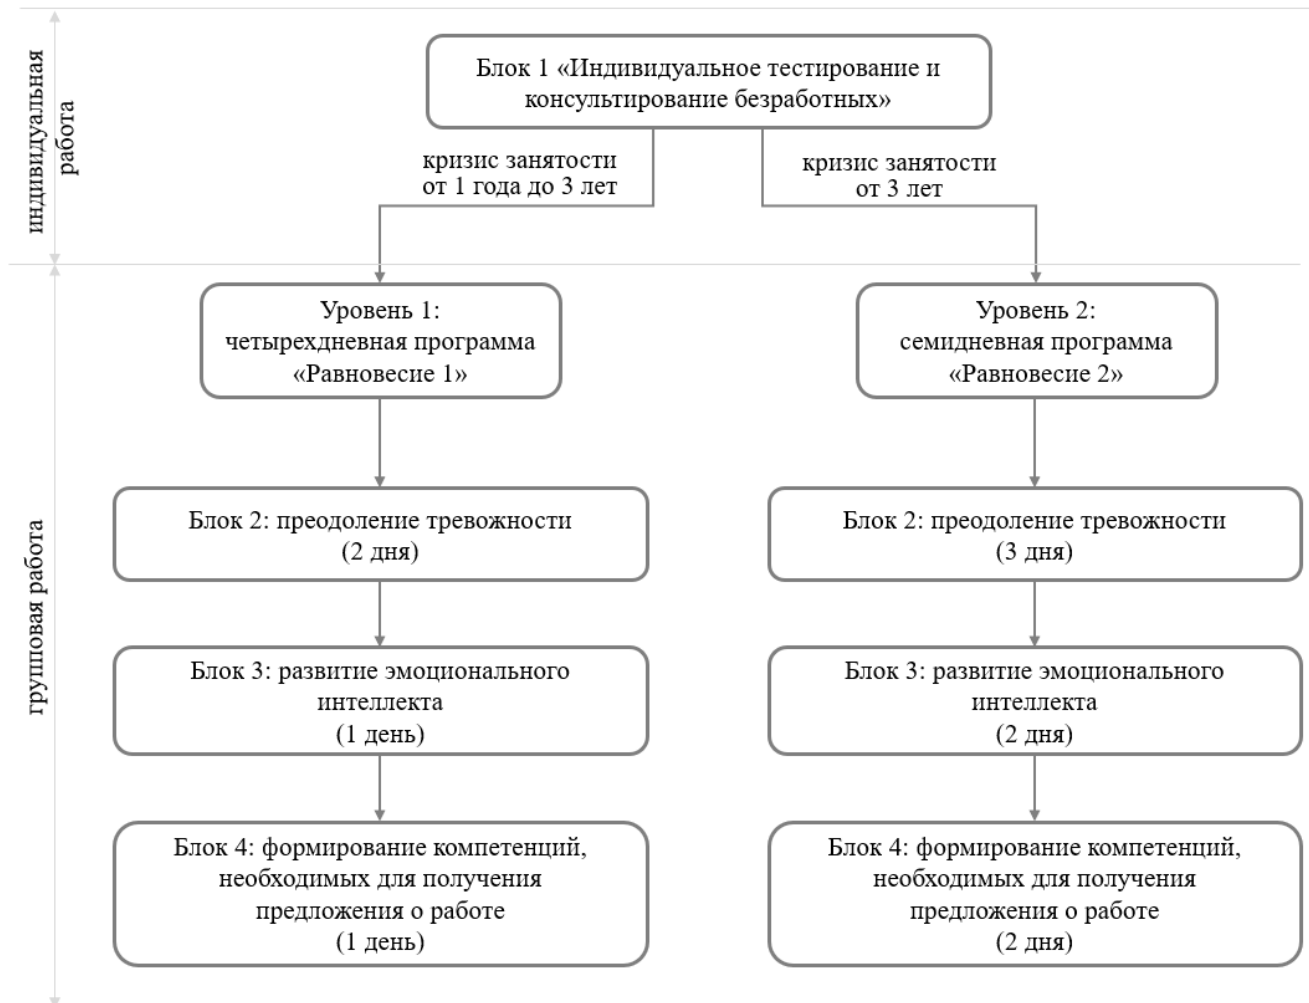 индивидуальная
работа
Блок 1 «Индивидуальное тестирование и
консультирование безработных»
кризис занятости
от 1 года до 3 лет
кризис занятости
от 3 лет
групповая работа
Уровень 1:
четырехдневная программа
«Равновесие 1»
Уровень 2:
семидневная программа
«Равновесие 2»
Блок 2: преодоление тревожности
(2 дня)
Блок 2: преодоление тревожности
(3 дня)
Блок 3: развитие эмоционального
интеллекта
(1 день)
Блок 3: развитие эмоционального
интеллекта
(2 дня)
Блок 4: формирование компетенций,
необходимых для получения
предложения о работе
(1 день)
Блок 4: формирование компетенций,
необходимых для получения
предложения о работе
(2 дня)